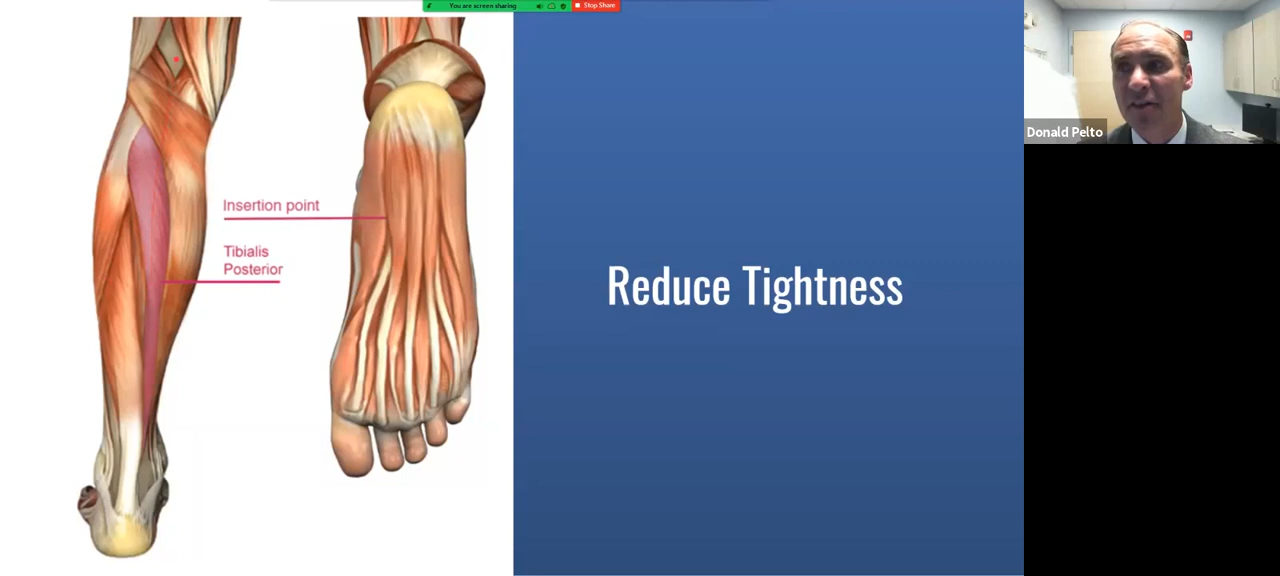 You are screen sharing
Stop Share
Insertion point
Tibialis
Posterior
Reduce Tightness
Donald Pelto